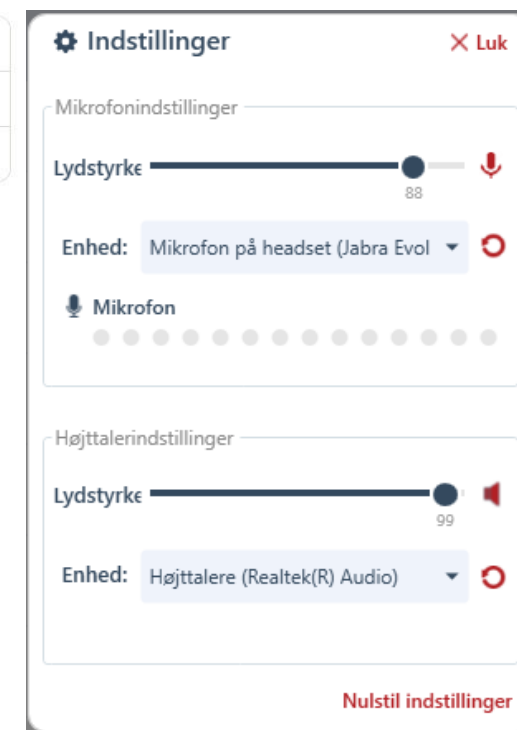 Indstillinger
Luk
Mikrofonindstillinger
Lydstyrke
88
Enhed: Mikrofon på headset (Jabra Evol
Mikrofon
Højttalerindstillinger
Lydstyrke
99
Enhed: Højttalere (Realtek(R) Audio)
Nulstil indstillinger